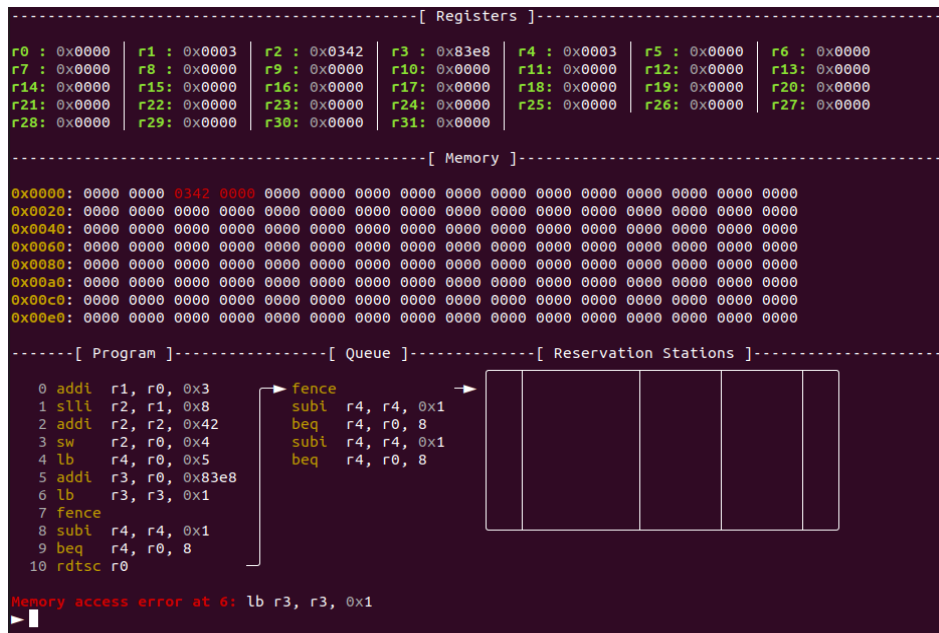 [ Registers ]
r0 : 0x0000 r1 : 0x0003 r2 : 0x0342 r3 : 0x83e8 r4 : 0x0003 r5 : 0x0000 r6 : 0x0000
r7 : 0x0000 r8 : 0x0000 r9 : 0x0000 r10: 0x0000 r11: 0x0000 r12: 0x0000 r13: 0x0000
r14: 0x0000 r15: 0x0000 r16: 0x0000 r17: 0x0000 r18: 0x0000 r19: 0x0000 r20: 0x0000
r21: 0x0000 r22: 0x0000 r23: 0x0000 r24: 0x0000 r25: 0x0000 r26: 0x0000 r27: 0x0000
r28: 0x0000 r29: 0x0000 r30: 0x0000 r31: 0x0000
[ Memory ]
0x0000: 0000 0000 0342 0000 0000 0000 0000 0000 0000 0000 0000 0000 0000 0000 0000 0000
0x0020: 0000 0000 0000 0000 0000 0000 0000 0000 0000 0000 0000 0000 0000 0000 0000 0000
0x0040: 0000 0000 0000 0000 0000 0000 0000 0000 0000 0000 0000 0000 0000 0000 0000 0000
0x0060: 0000 0000 0000 0000 0000 0000 0000 0000 0000 0000 0000 0000 0000 0000 0000 0000
0x0080: 0000 0000 0000 0000 0000 0000 0000 0000 0000 0000 0000 0000 0000 0000 0000 0000
0x00a0: 0000 0000 0000 0000 0000 0000 0000 0000 0000 0000 0000 0000 0000 0000 0000 0000
0x00c0: 0000 0000 0000 0000 0000 0000 0000 0000 0000 0000 0000 0000 0000 0000 0000 0000
0x00e0: 0000 0000 0000 0000 0000 0000 0000 0000 0000 0000 0000 0000 0000 0000 0000 0000
[ Program ] [ Queue ] [ Reservation Stations ]
0 addi r1, r0, 0x3 fence
1 slli r2, r1, 0x8 subi r4, r4, 0x1
2 addi r2, r2, 0x42 beq r4, r0, 8
3 sw r2, r0, 0x4 subi r4, r4, 0x1
4 lb r4, r0, 0x5 beq r4, r0, 8
5 addi r3, r0, 0x83e8
6 lb r3, r3, 0x1
7 fence
8 subi r4, r4, 0x1
9 beq r4, r0, 8
10 rdtsc r0
Memory access error at 6: lb r3, r3, 0x1